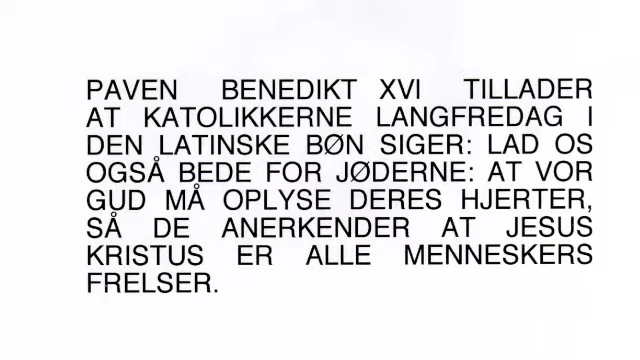 PAVEN BENEDIKT XVI TILLADER
AT KATOLIKKERNE LANGFREDAG I
DEN LATINSKE BØN SIGER: LAD OS
OGSÅ BEDE FOR JØDERNE: AT VOR
GUD MÅ OPLYSE DERES HJERTER,
SÅ DE ANERKENDER AT JESUS
KRISTUS ER ALLE MENNESKERS
FRELSER.